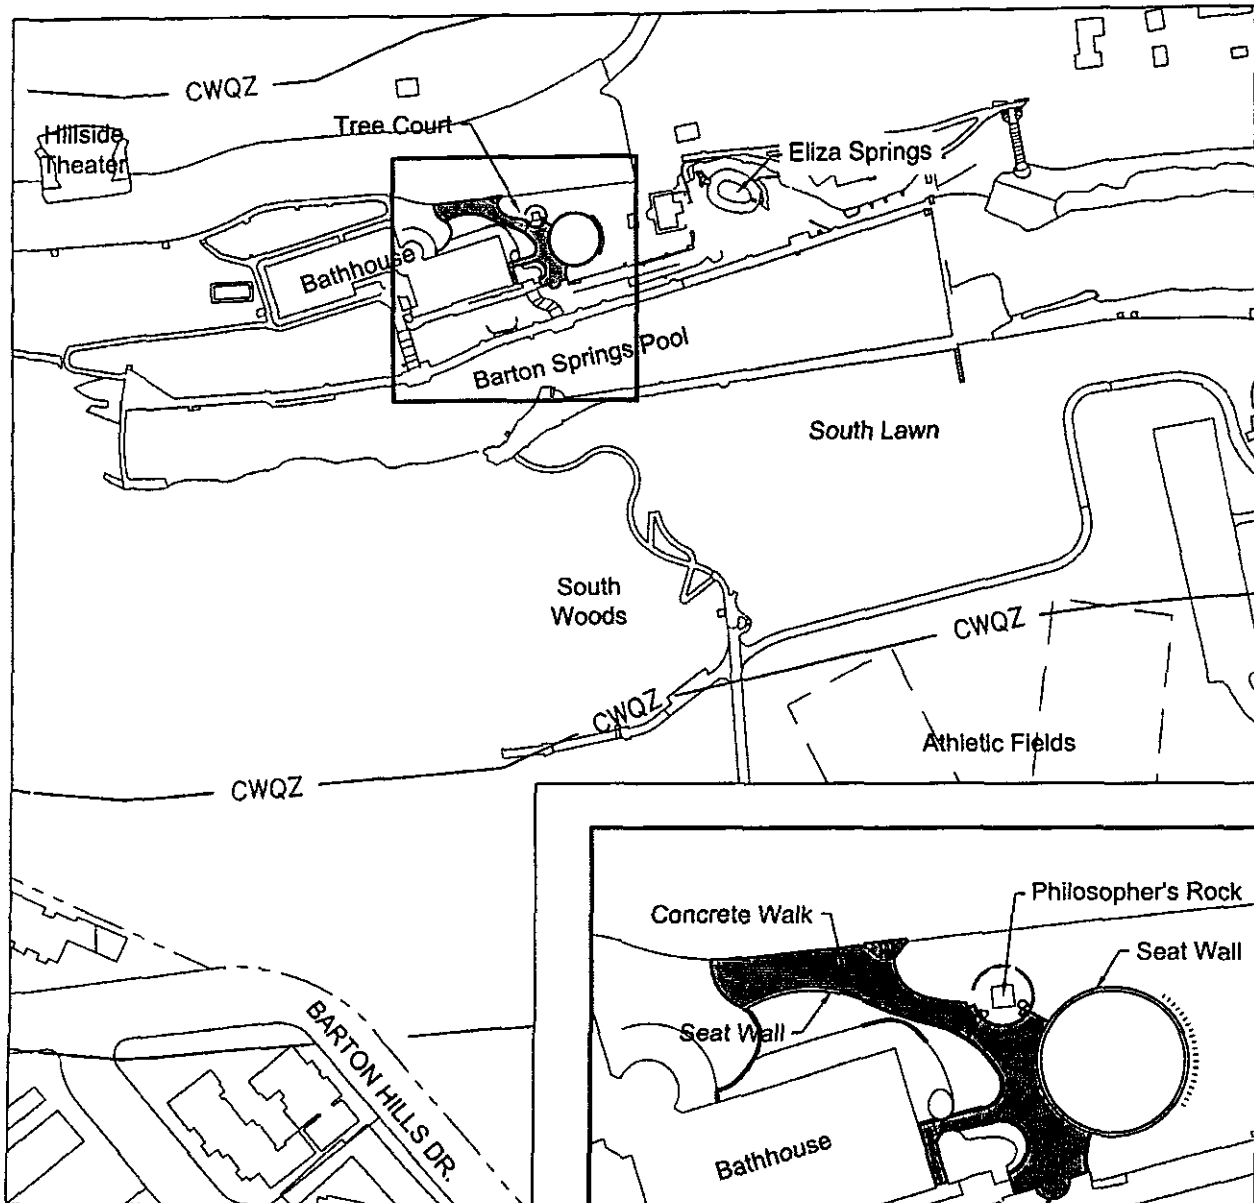 CWQZ
Tree Court
Hillside
Theater
Eliza Springs
Bathhouse
Barton Springs Pool
South Lawn
South
Woods
CWQZ
CWQZ
Athletic Fields
CWQZ
BARTON HILLS DR.
Philosopher's Rock
Concrete Walk
Seat Wall
Seat Wall
Bathhouse